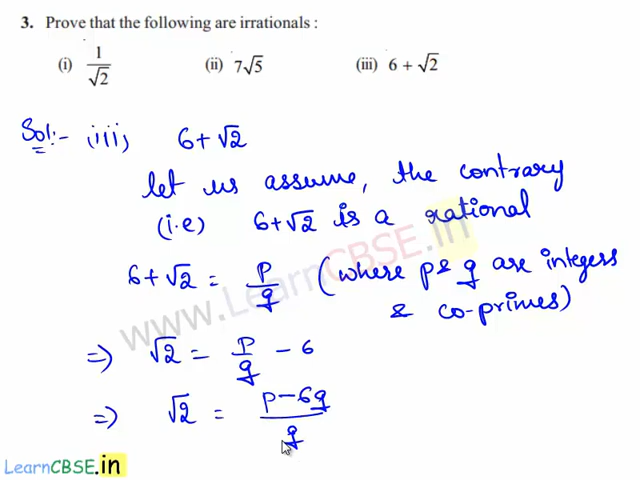 3. Prove that the following are irrationals :
(i) 1/√2 (ii) 7√5 (iii) 6 + √2
Sol:- (iii) 6+√2
let us assume, the contrary
(i.e) 6+√2 is a rational
6+√2 = p/q (where p & q are integers
& co-primes)
⇒ √2 = p/q - 6
⇒ √2 = p-6q/q
www.LearnCBSE.in
LearnCBSE.in